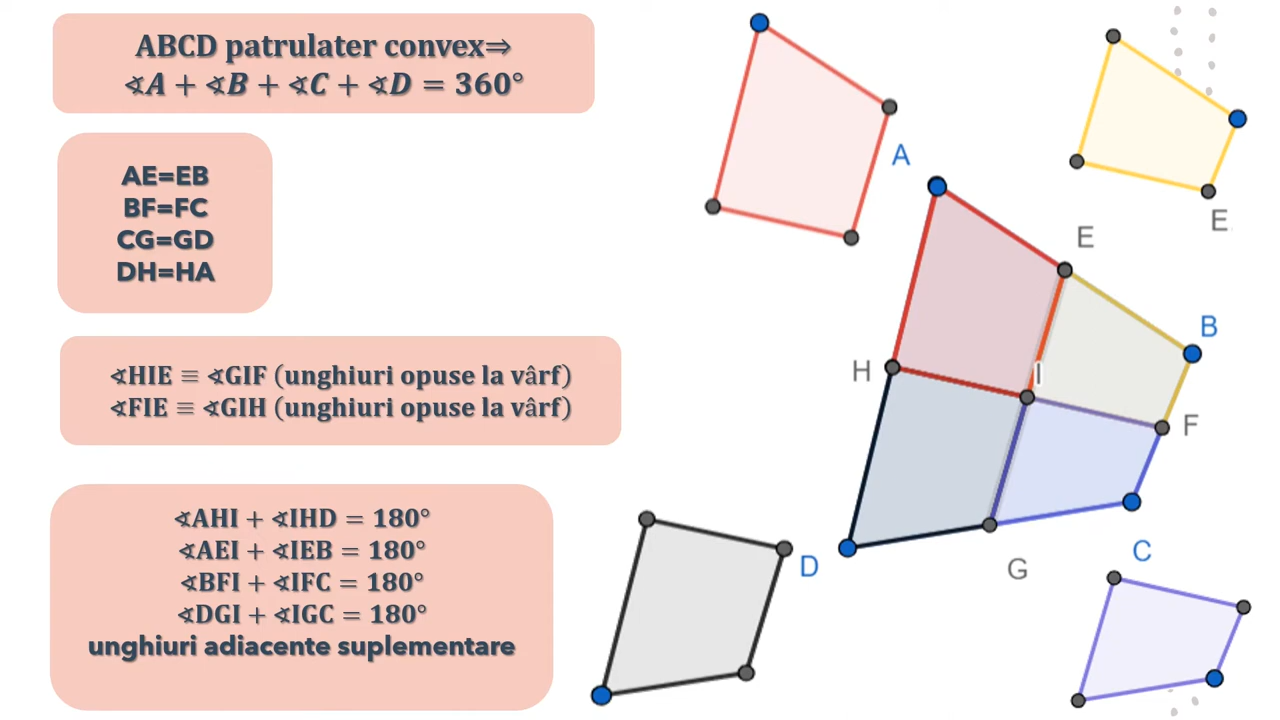 ABCD patrulater convex⇒
∢A + ∢B + ∢C + ∢D = 360°
AE=EB
BF=FC
CG=GD
DH=HA
∢HIE ≡ ∢GIF (unghiuri opuse la vârf)
∢FIE ≡ ∢GIH (unghiuri opuse la vârf)
∢AHI + ∢IHD = 180°
∢AEI + ∢IEB = 180°
∢BFI + ∢IFC = 180°
∢DGI + ∢IGC = 180°
unghiuri adiacente suplementare
A
E
E
B
H
I
F
D
G
C